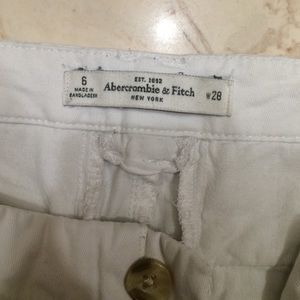 6
MADE IN
BANGLADESH
EST. 1892
Abercrombie & Fitch
NEW YORK
W28